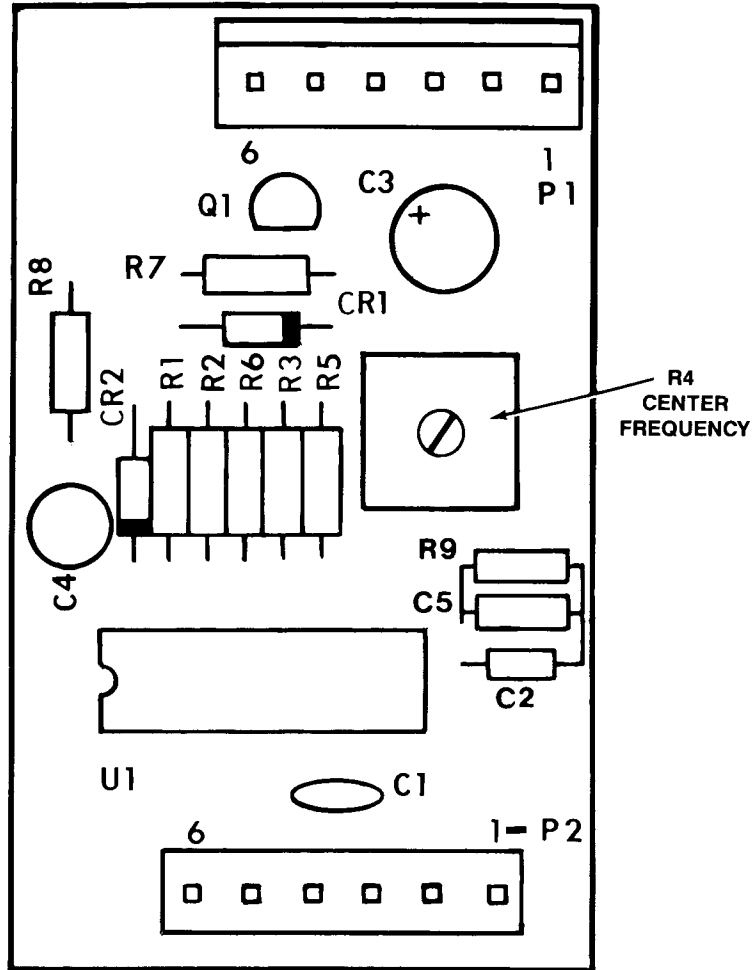 6
1
P1
Q1
C3
R7
CR1
R8
CR2
R1
R2
R6
R3
R5
R4
CENTER
FREQUENCY
R9
C5
C4
C2
U1
C1
6
1- P2
+